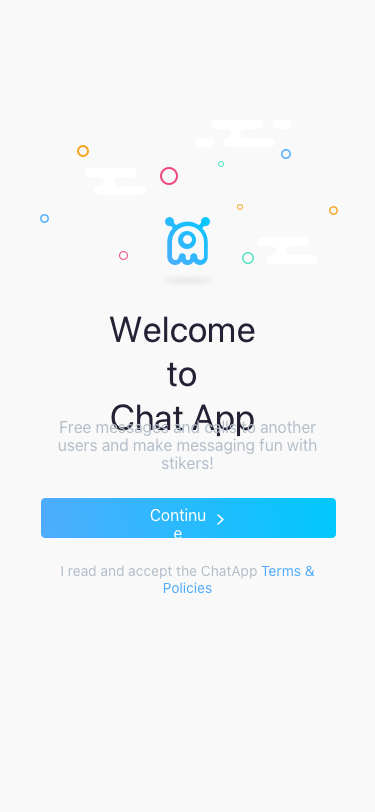 Welcome
to
Chat App
Free messages and calls to another
users and make messaging fun with
stikers!
Continu
e
I read and accept the ChatApp Terms &
Policies